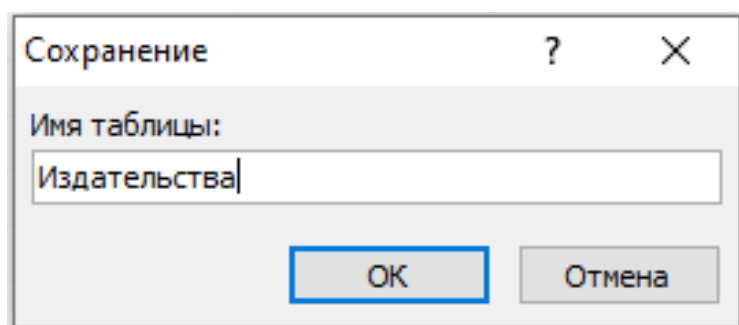 Сохранение ?
Имя таблицы:
Издательства
ОК Отмена